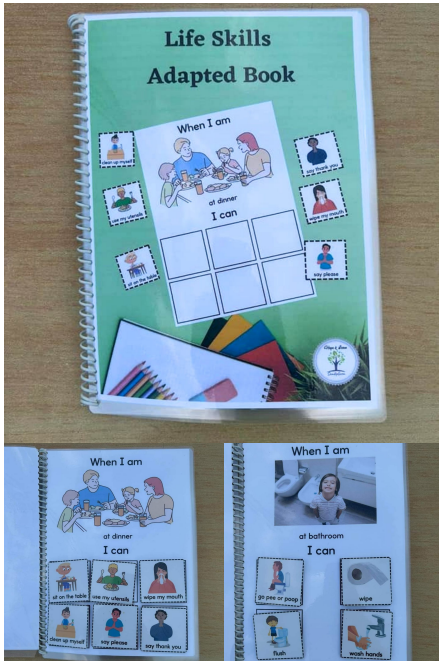 Life Skills
Adapted Book
When I am
at dinner
I can
clean up myself
use my utensils
sit on the table
say thank you
wipe my mouth
say please
When I am
at dinner
I can
sit on the table
use my utensils
wipe my mouth
clean up myself
say please
say thank you
When I am
at bathroom
I can
go pee or poop
wipe
flush
wash hands